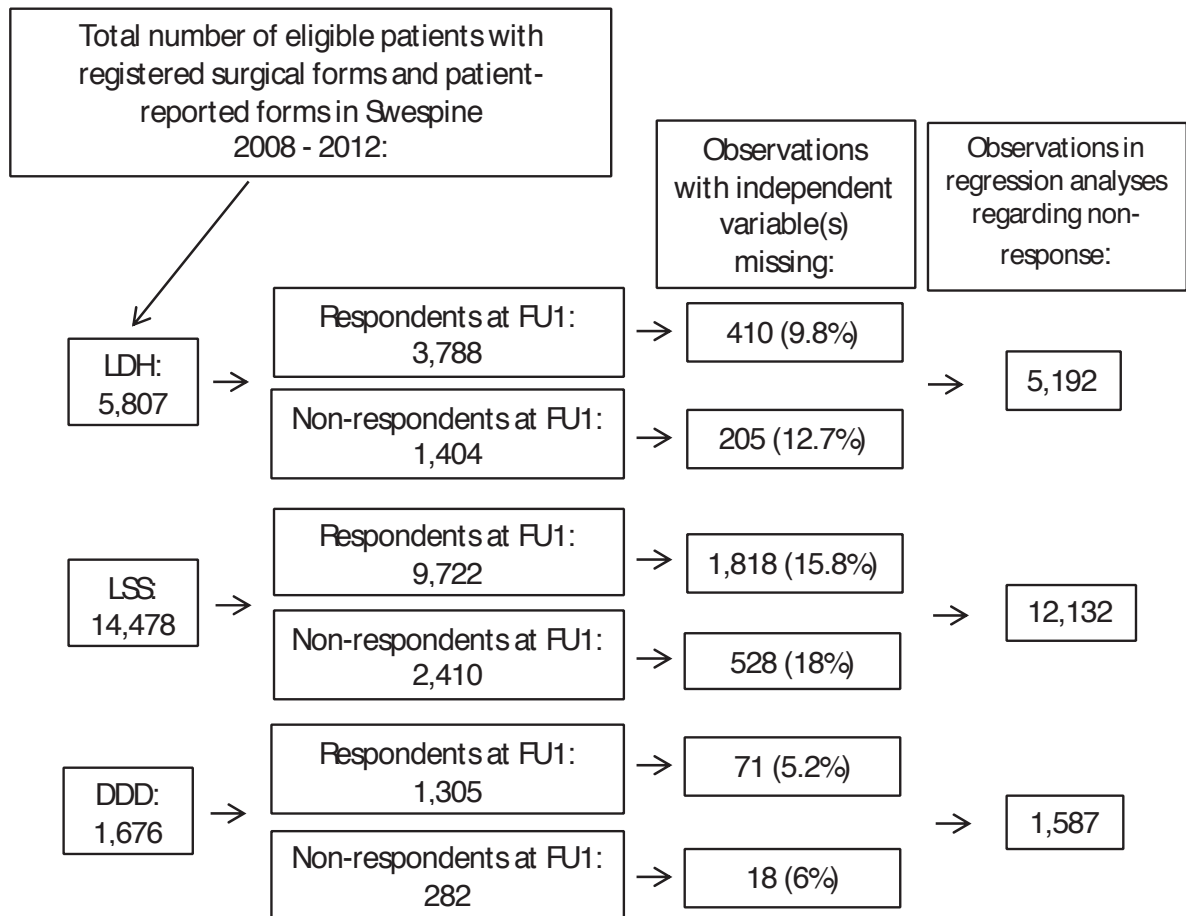 Total number of eligible patients with
registered surgical forms and patient-
reported forms in Swespine
2008 - 2012:
Observations
with independent
variable(s)
missing:
Observations in
regression analyses
regarding non-
response:
LDH:
5,807
Respondents at FU1:
3,788
410 (9.8%)
Non-respondents at FU1:
1,404
205 (12.7%)
5,192
LSS:
14,478
Respondents at FU1:
9,722
1,818 (15.8%)
Non-respondents at FU1:
2,410
528 (18%)
12,132
DDD:
1,676
Respondents at FU1:
1,305
71 (5.2%)
Non-respondents at FU1:
282
18 (6%)
1,587